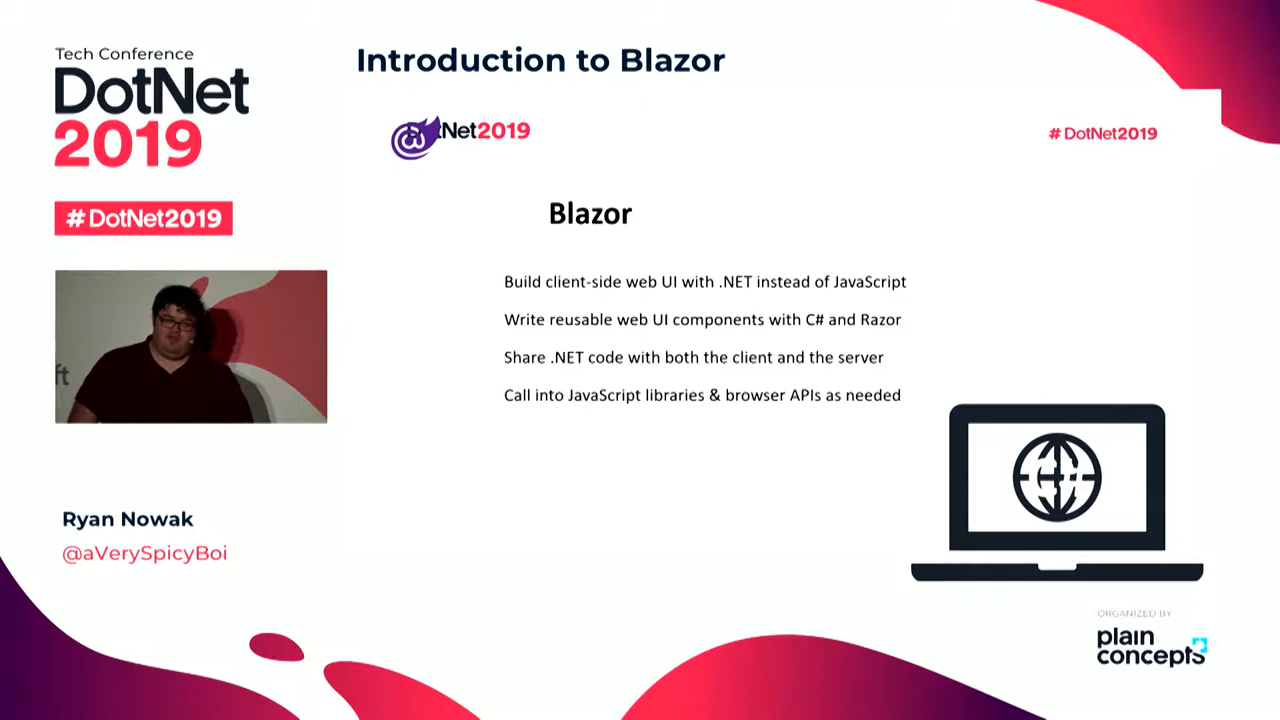 Tech Conference
DotNet
2019
#DotNet2019
Ryan Nowak
@aVerySpicyBoi
Introduction to Blazor
Net2019
# DotNet2019
Blazor
Build client-side web UI with .NET instead of JavaScript
Write reusable web UI components with C# and Razor
Share .NET code with both the client and the server
Call into JavaScript libraries & browser APIs as needed
C#
ORGANIZED BY
plain
concepts